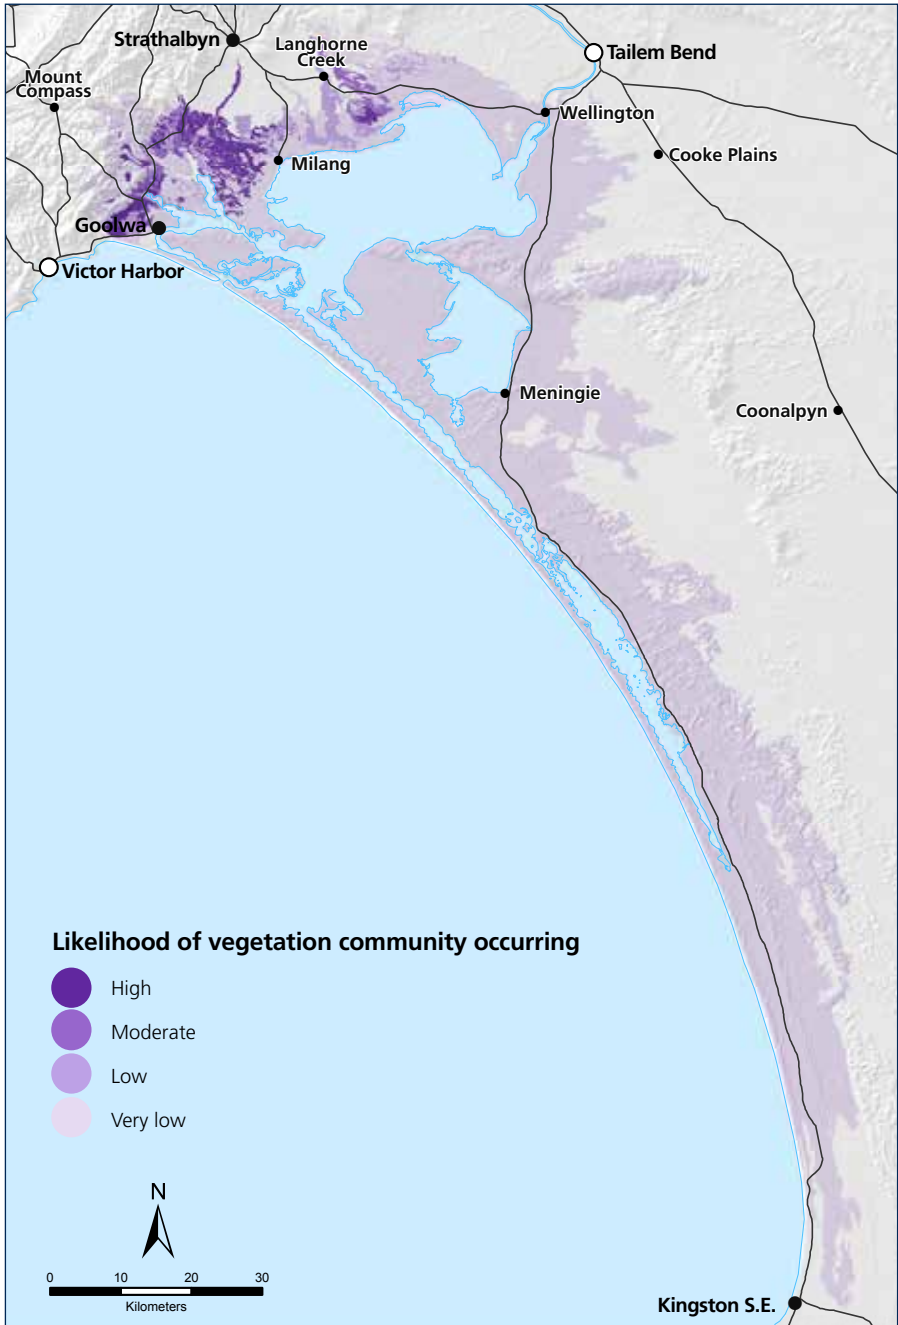 Strathalbyn
Langhorne
Creek
Tailem Bend
Mount
Compass
Wellington
Cooke Plains
Milang
Goolwa
Victor Harbor
Meningie
Coonalpyn
Likelihood of vegetation community occurring
High
Moderate
Low
Very low
N
0 10 20 30
Kilometers
Kingston S.E.